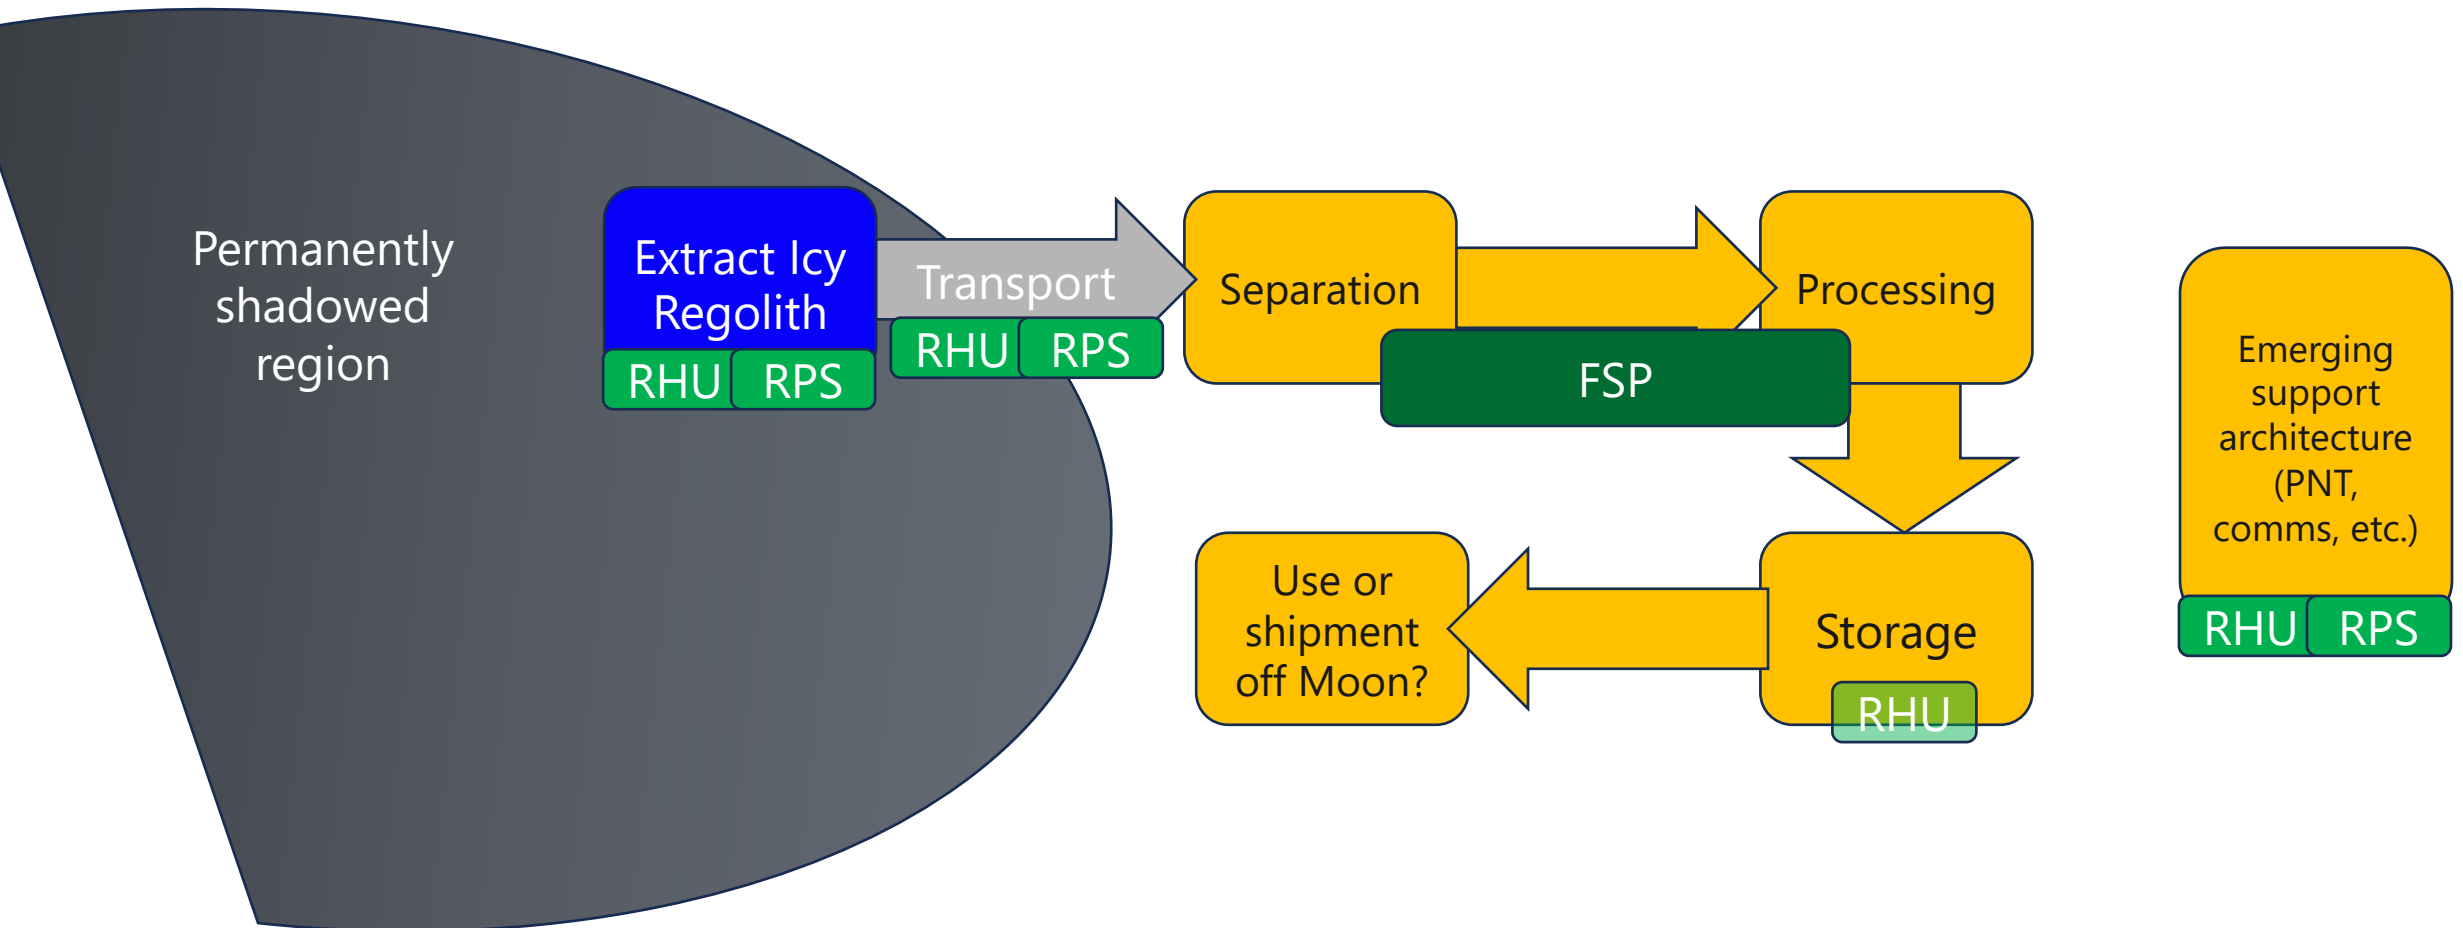 Permanently
shadowed
region
Extract Icy
Regolith
RHU RPS
Transport
RHU RPS
Separation
Processing
FSP
Storage
RHU
Use or
shipment
off Moon?
Emerging
support
architecture
(PNT,
comms, etc.)
RHU RPS